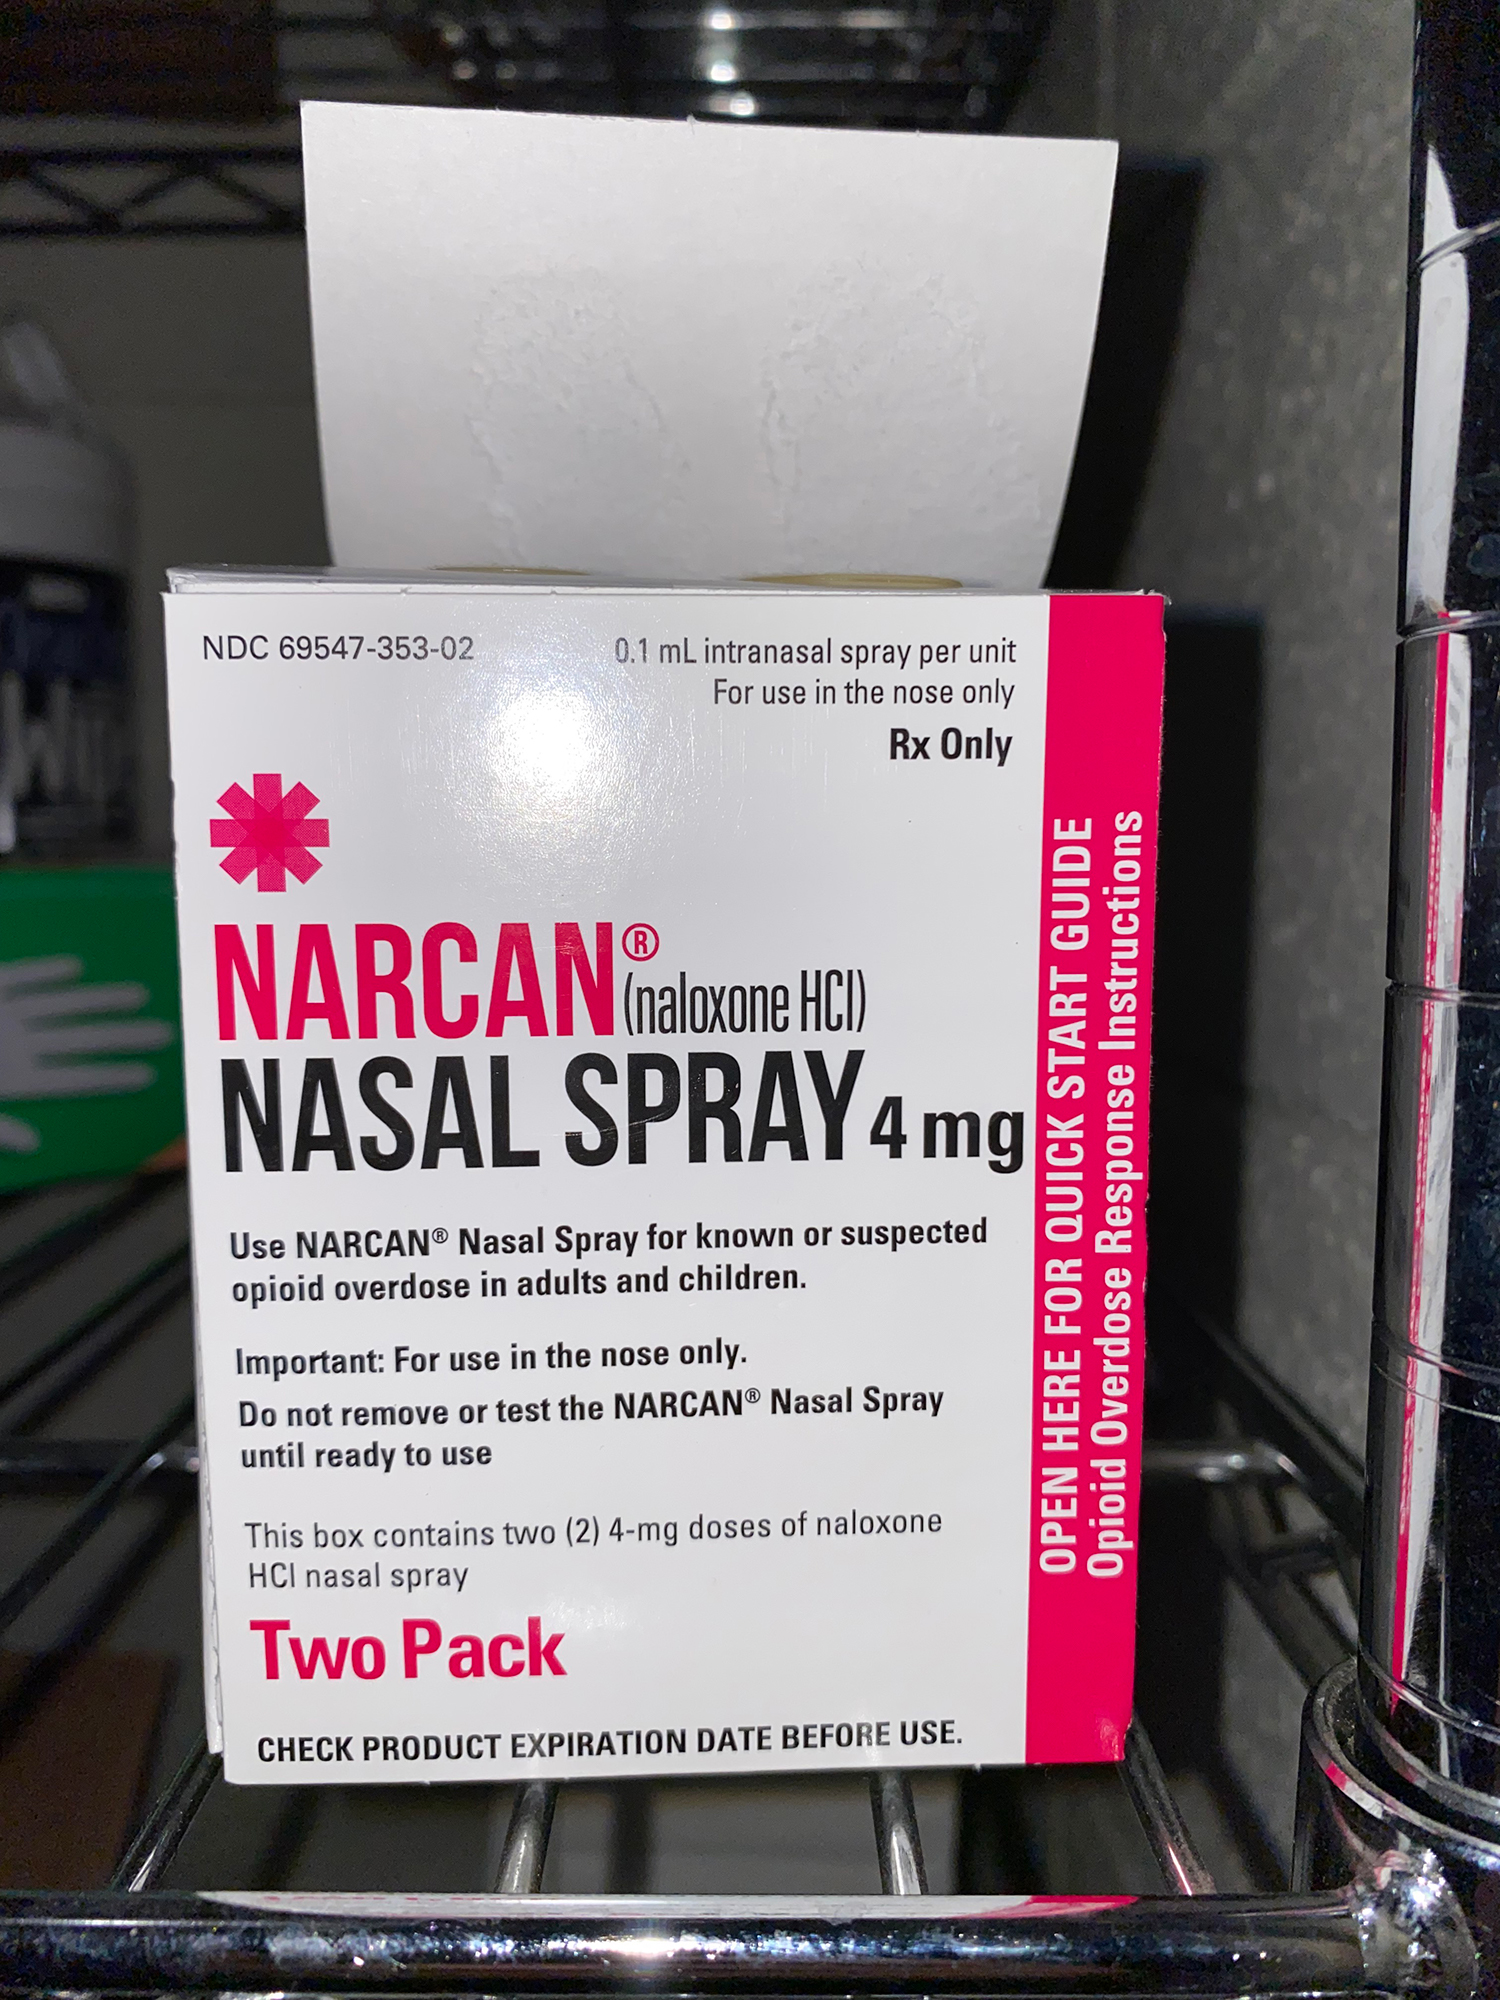 NDC 69547-353-02
0.1 mL intranasal spray per unit
For use in the nose only
Rx Only
NARCAN® (naloxone HCl)
NASAL SPRAY 4 mg
Use NARCAN® Nasal Spray for known or suspected
opioid overdose in adults and children.
Important: For use in the nose only.
Do not remove or test the NARCAN® Nasal Spray
until ready to use
This box contains two (2) 4-mg doses of naloxone
HCl nasal spray
Two Pack
CHECK PRODUCT EXPIRATION DATE BEFORE USE.
OPEN HERE FOR QUICK START GUIDE
Opioid Overdose Response Instructions